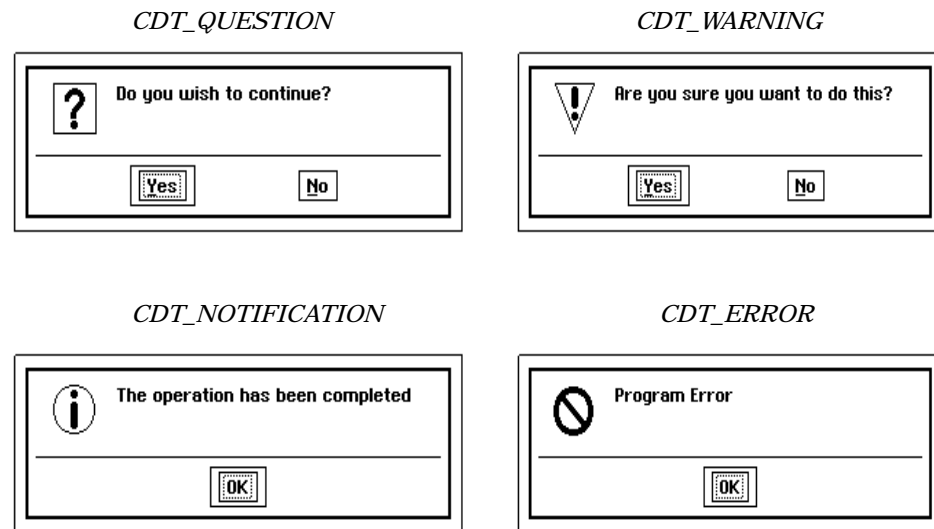 CDT_QUESTION
Do you wish to continue?
Yes No
CDT_WARNING
Are you sure you want to do this?
Yes No
CDT_NOTIFICATION
The operation has been completed
OK
CDT_ERROR
Program Error
OK